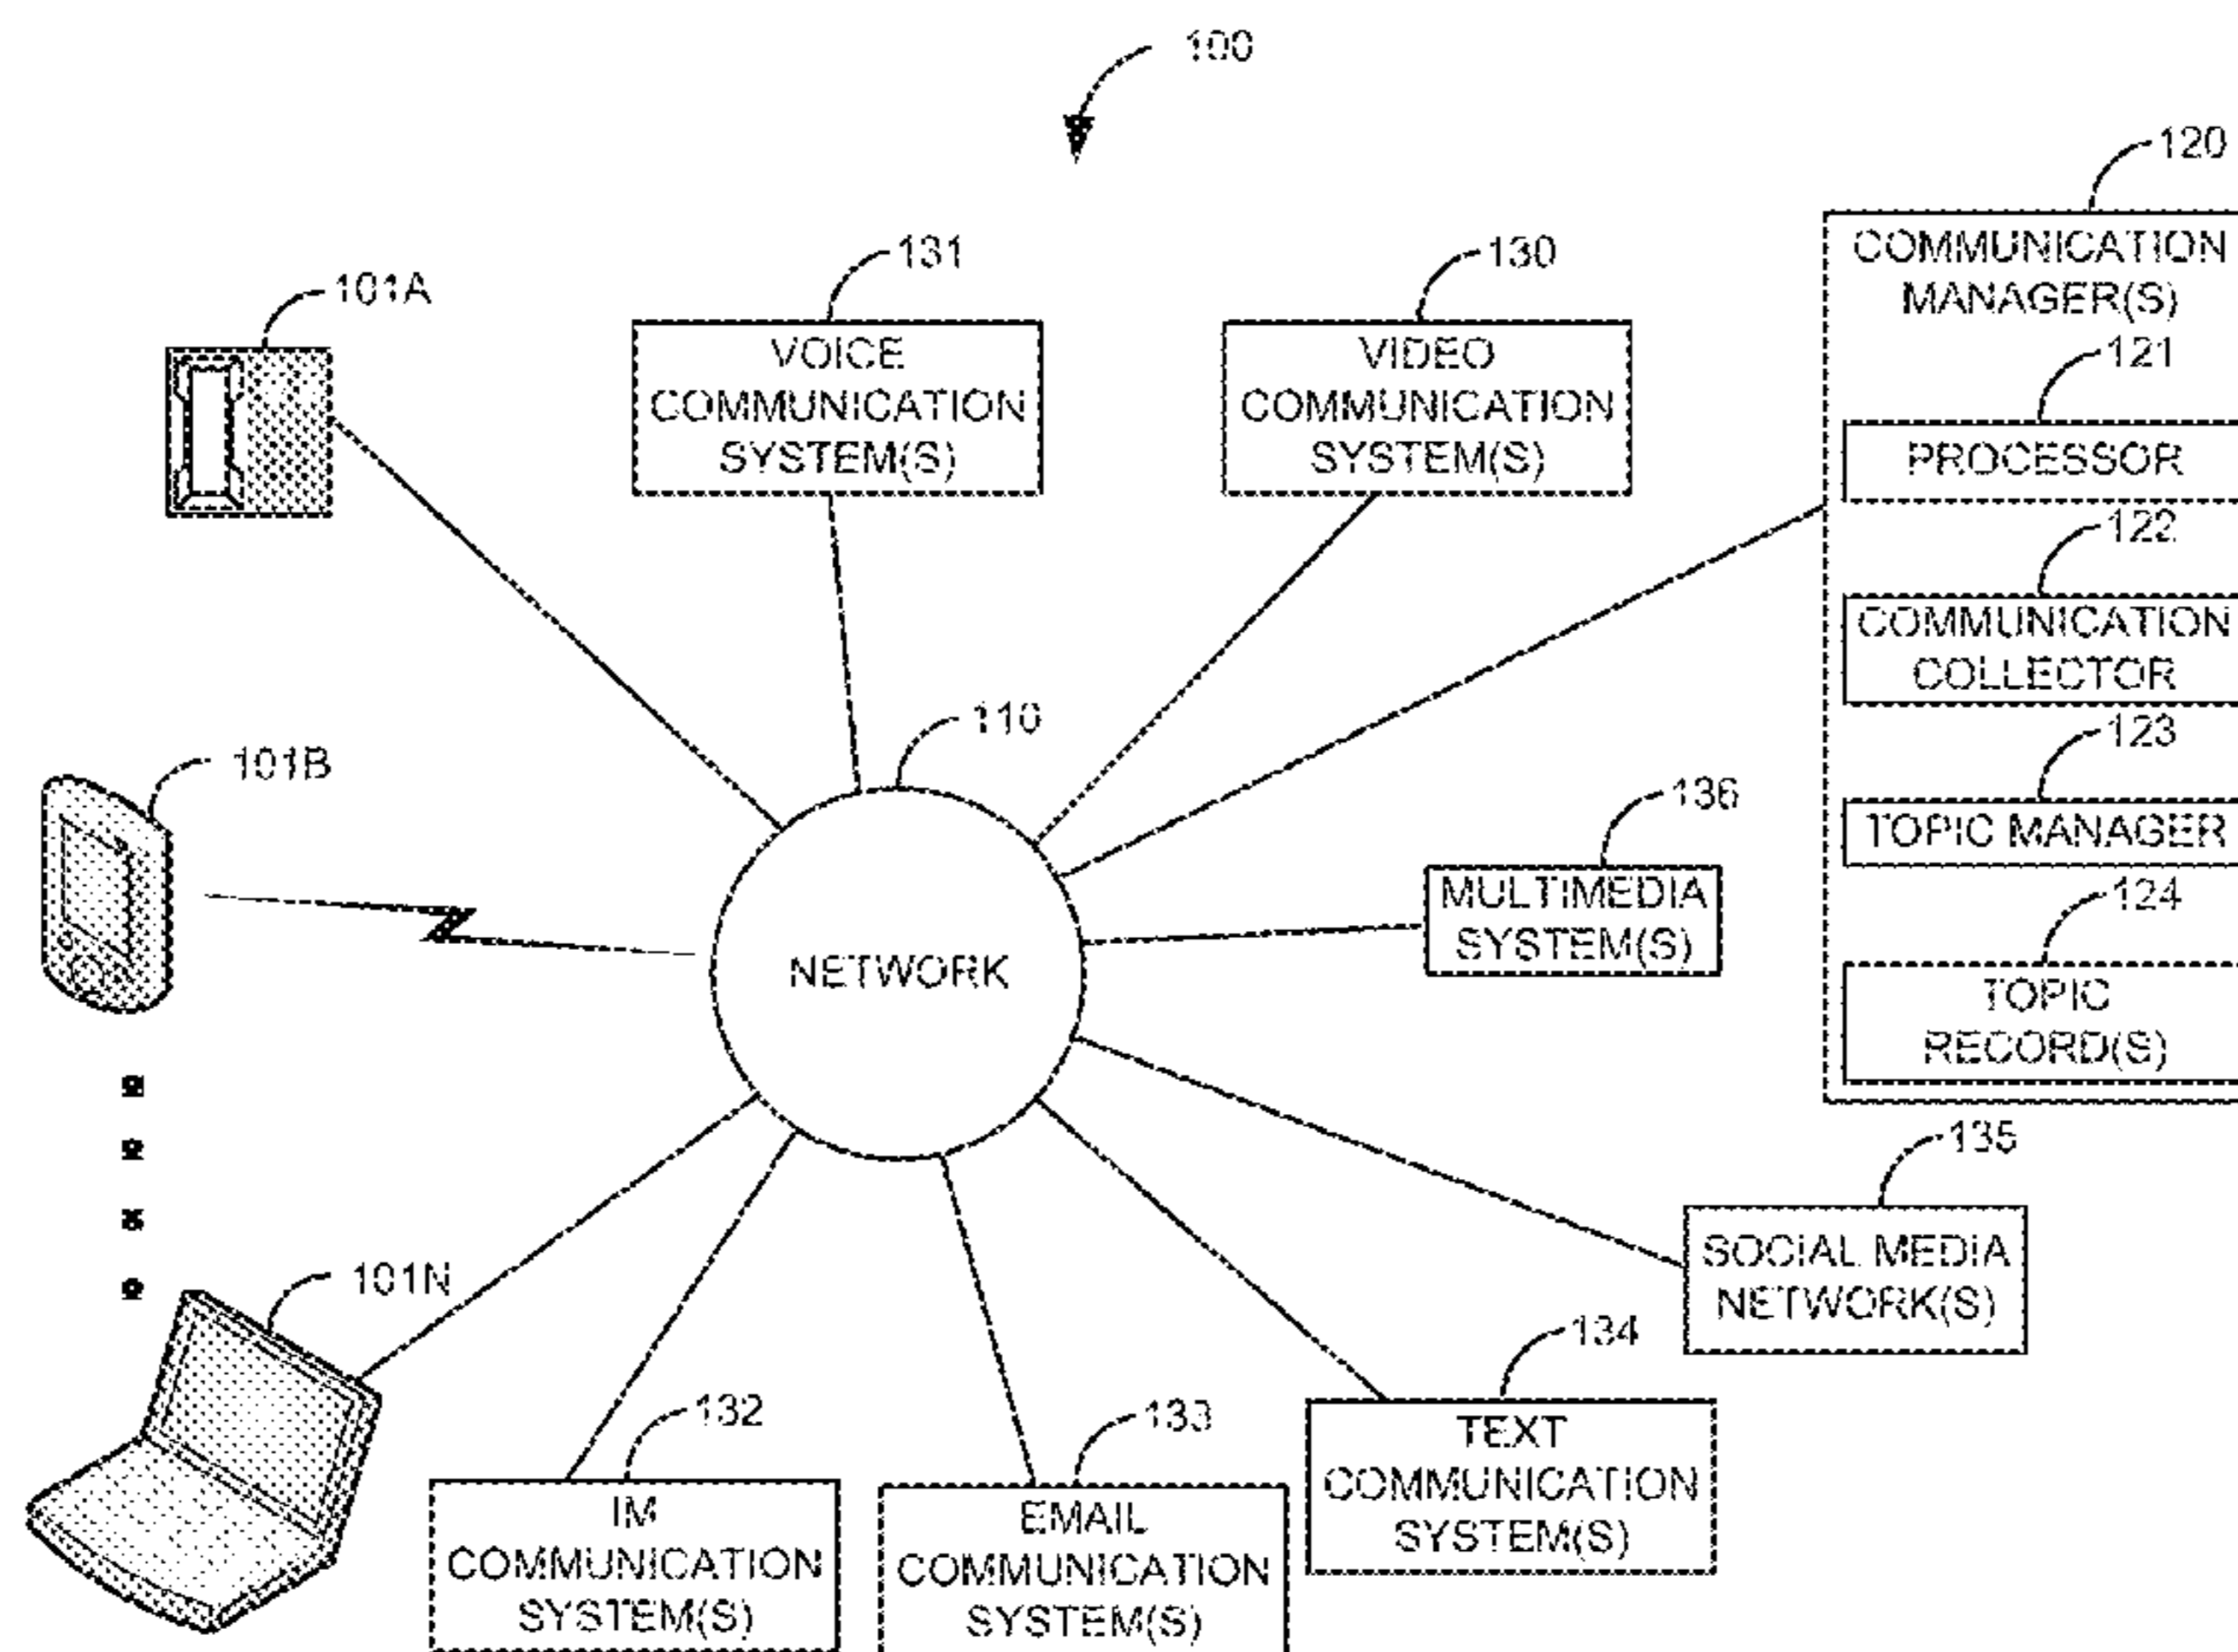 100
120
COMMUNICATION
MANAGER(S)
121
PROCESSOR
122
COMMUNICATION
COLLECTOR
123
TOPIC MANAGER
124
TOPIC
RECORD(S)
101A
131
VOICE
COMMUNICATION
SYSTEM(S)
130
VIDEO
COMMUNICATION
SYSTEM(S)
101B
110
NETWORK
136
MULTIMEDIA
SYSTEM(S)
135
SOCIAL MEDIA
NETWORK(S)
101N
132
IM
COMMUNICATION
SYSTEM(S)
133
EMAIL
COMMUNICATION
SYSTEM(S)
134
TEXT
COMMUNICATION
SYSTEM(S)